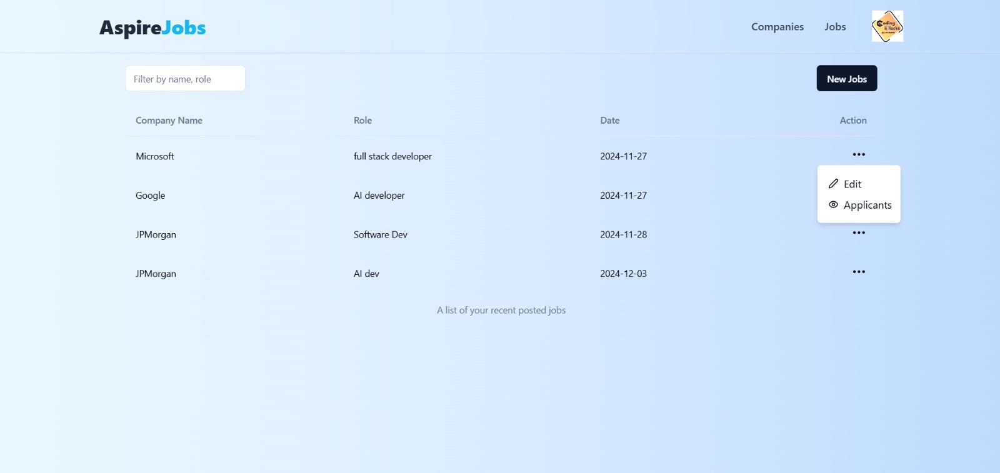 AspireJobs
Companies
Jobs
Coding
Blocks
Filter by name, role
New Jobs
Company Name Role Date Action
Microsoft full stack developer 2024-11-27
Edit
Google AI developer 2024-11-27
Applicants
JPMorgan Software Dev 2024-11-28
JPMorgan AI dev 2024-12-03
A list of your recent posted jobs